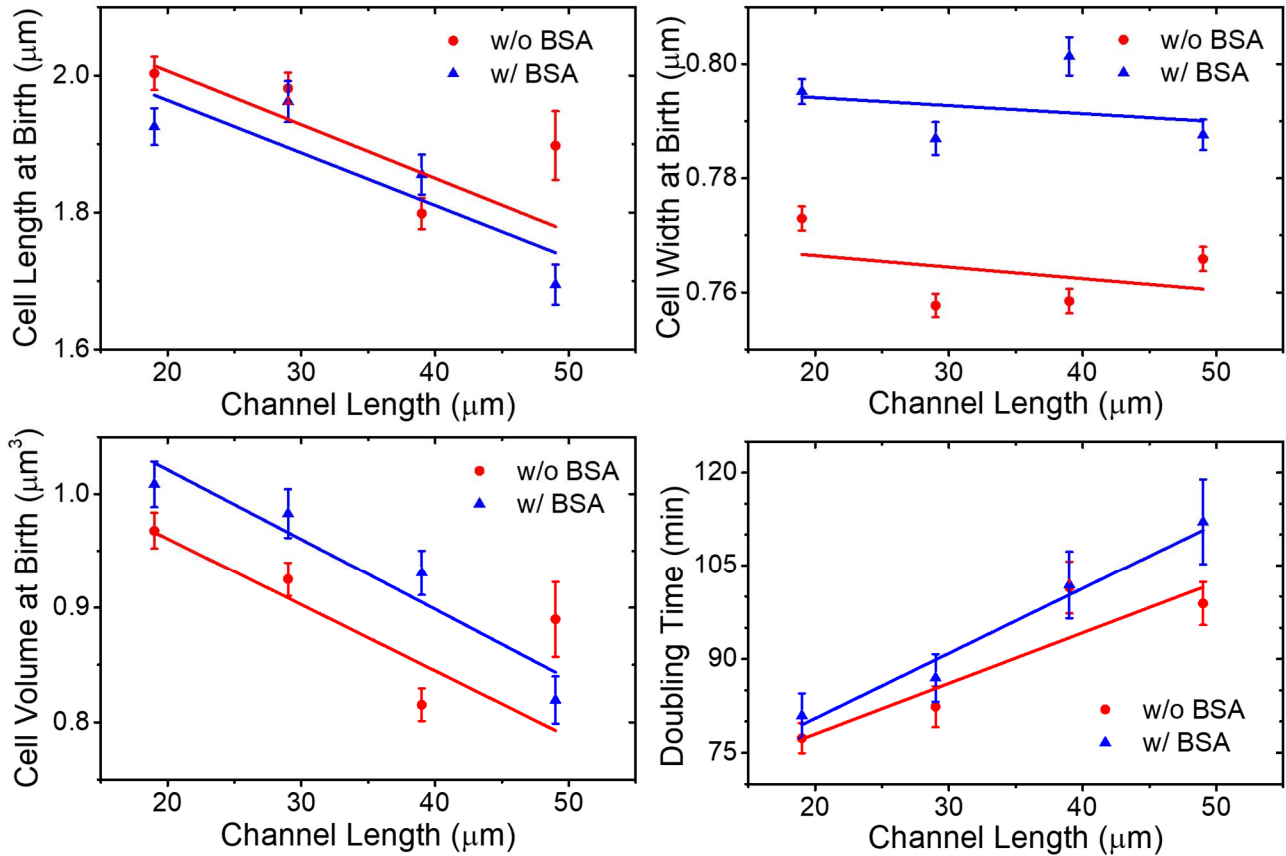 Cell Length at Birth (μm)
2.0
1.8
1.6
w/o BSA
w/ BSA
20 30 40 50
Channel Length (μm)
Cell Width at Birth (μm)
0.80
0.78
0.76
w/o BSA
w/ BSA
20 30 40 50
Channel Length (μm)
Cell Volume at Birth (μm³)
1.0
0.9
0.8
w/o BSA
w/ BSA
20 30 40 50
Channel Length (μm)
Doubling Time (min)
120
105
90
75
w/o BSA
w/ BSA
20 30 40 50
Channel Length (μm)